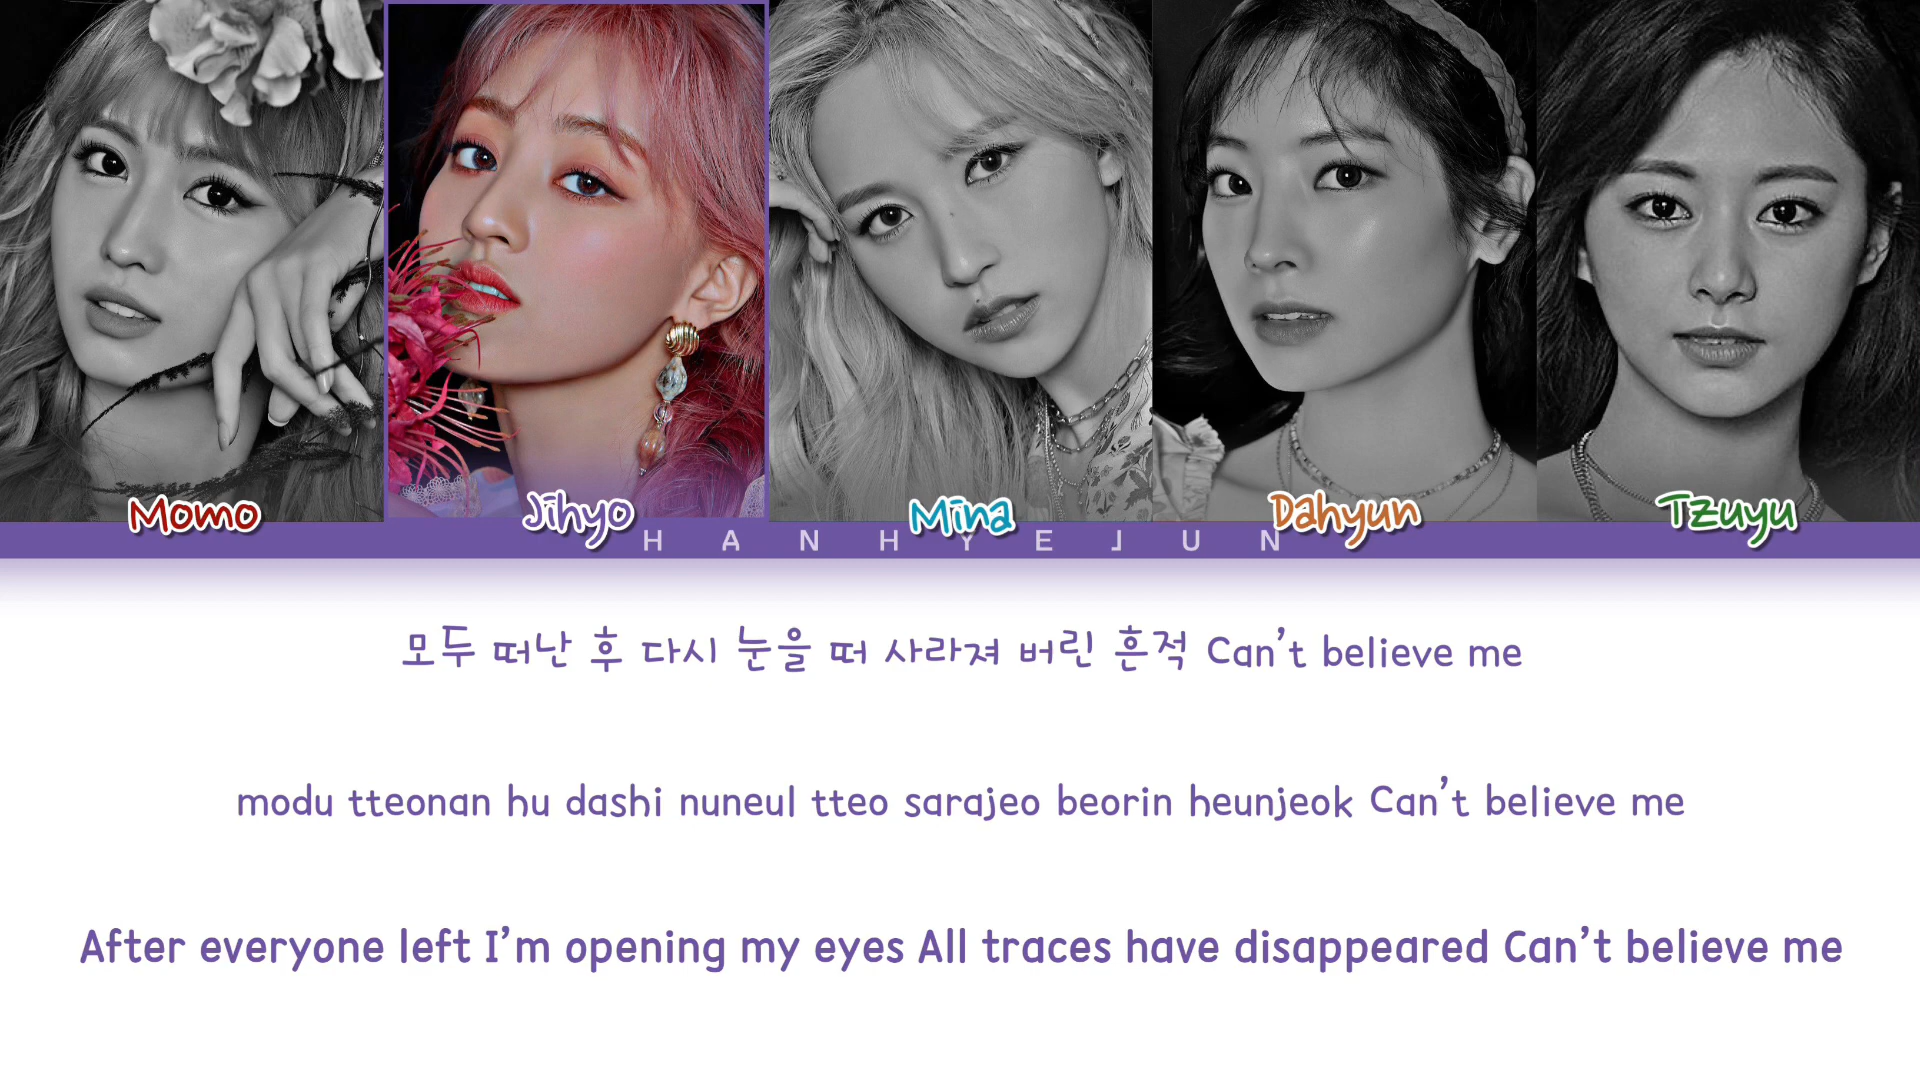 Momo Jihyo Mina Dahyun Tzuyu
HANHYEJUN
모두 떠난 후 다시 눈을 떠 사라져 버린 흔적 Can't believe me
modu tteonan hu dashi nuneul tteo sarajeo beorin heunjeok Can't believe me
After everyone left I'm opening my eyes All traces have disappeared Can't believe me